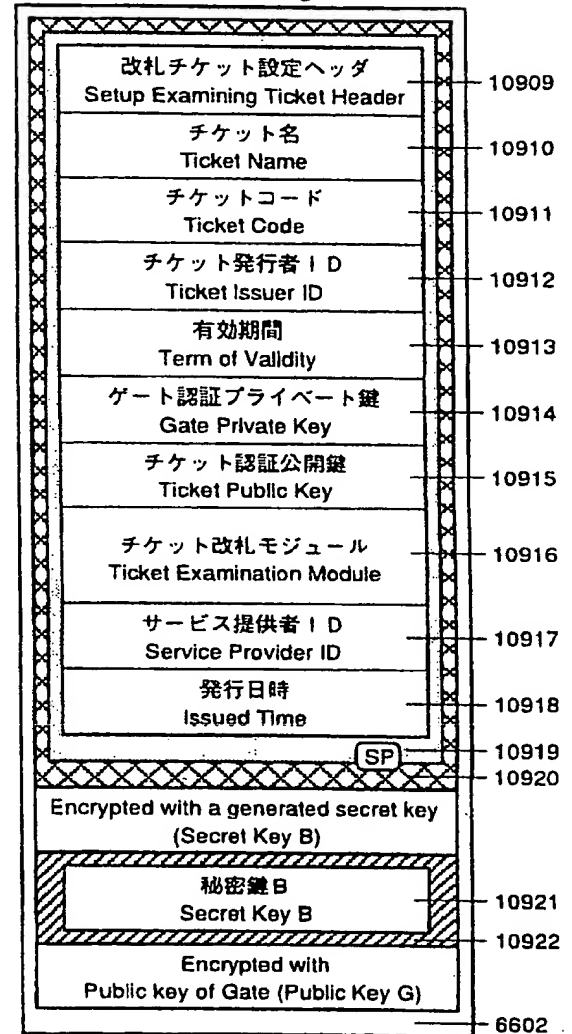 改札チケット設定ヘッダ
Setup Examining Ticket Header
10909
チケット名
Ticket Name
10910
チケットコード
Ticket Code
10911
チケット発行者ID
Ticket Issuer ID
10912
有効期間
Term of Validity
10913
ゲート認証プライベート鍵
Gate Private Key
10914
チケット認証公開鍵
Ticket Public Key
10915
チケット改札モジュール
Ticket Examination Module
10916
サービス提供者ID
Service Provider ID
10917
発行日時
Issued Time
10918
SP
10919
10920
Encrypted with a generated secret key
(Secret Key B)
秘密鍵B
Secret Key B
10921
10922
Encrypted with
Public key of Gate (Public Key G)
6602